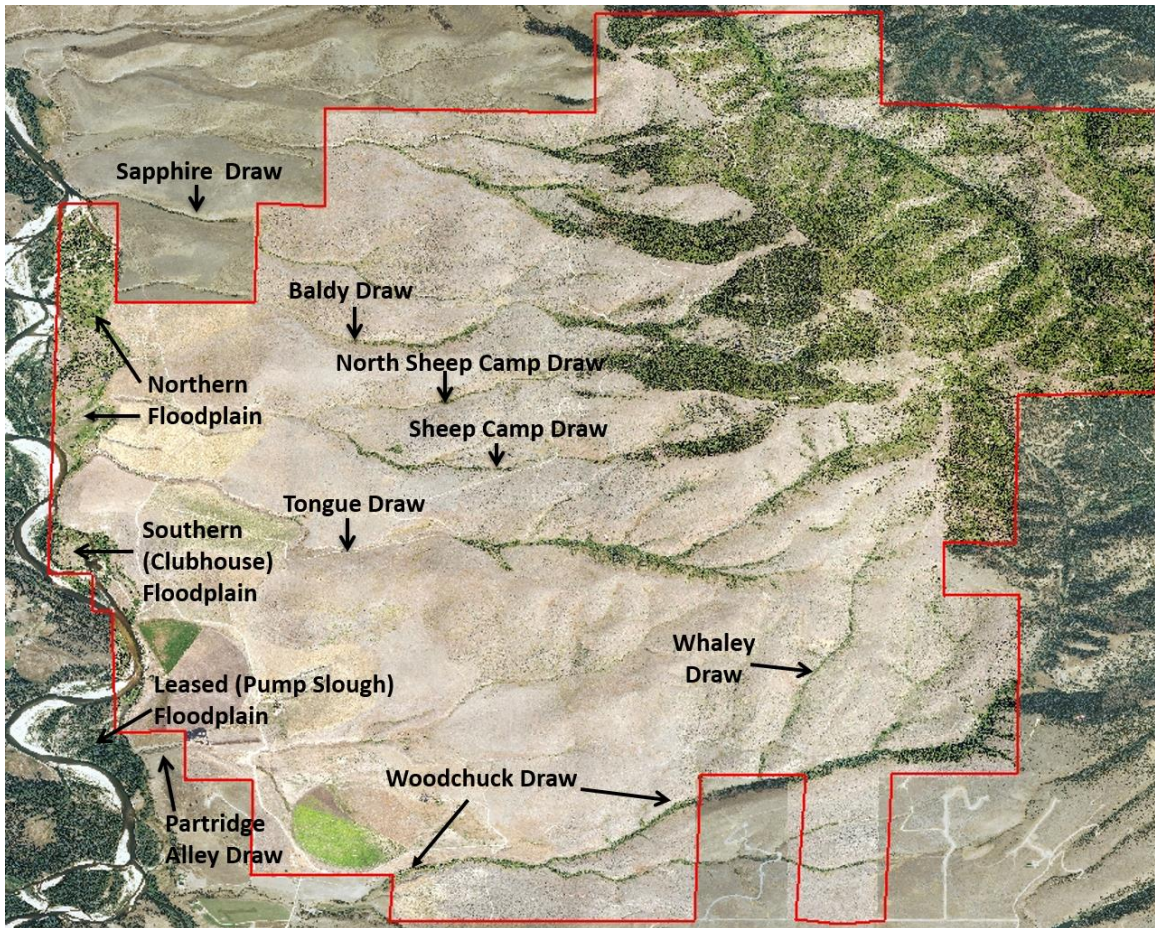 Sapphire  Draw
Baldy Draw
North Sheep Camp Draw
Northern
Floodplain
Sheep Camp Draw
Tongue Draw
Southern
(Clubhouse)
Floodplain
Whaley
Draw
Leased (Pump Slough)
Floodplain
Woodchuck Draw
Partridge
Alley Draw